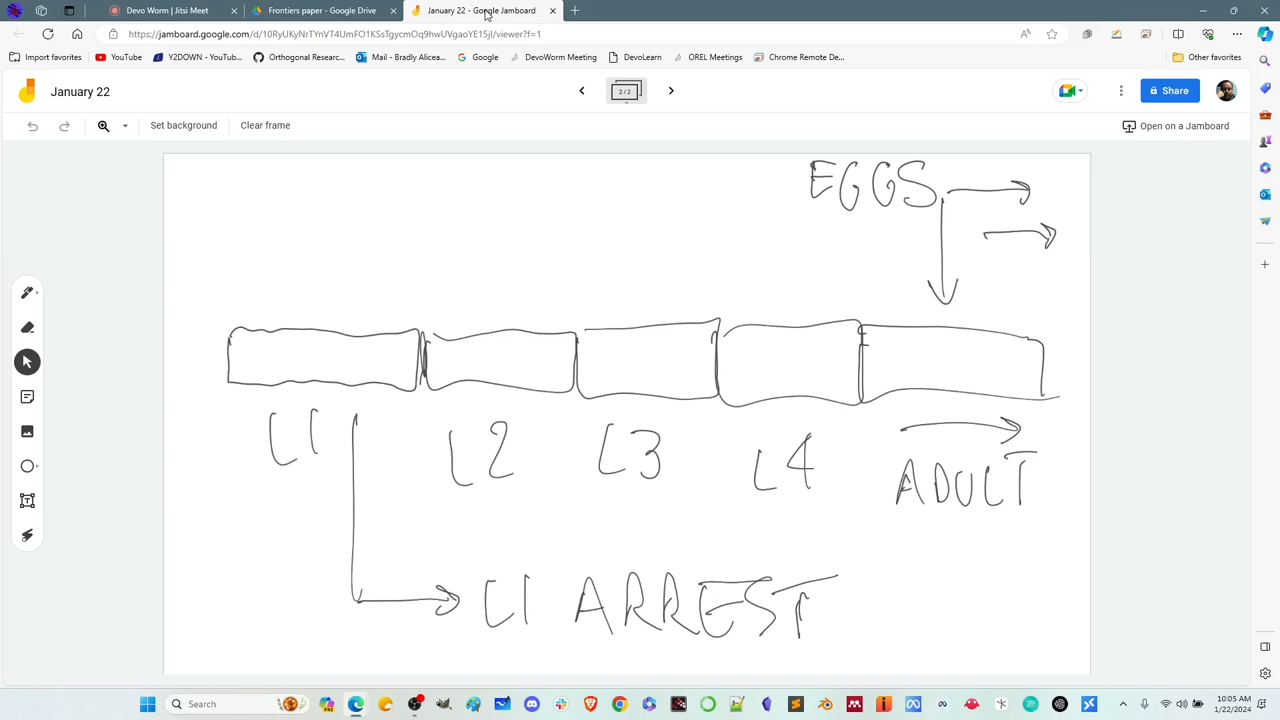 Devo Worm | Jitsi Meet
Frontiers paper - Google Drive
January 22 - Google Jamboard
https://jamboard.google.com/d/10RyUKyNrTYnVT4UmFO1KSsTgycmOq9hwUVgaoYE15jI/viewer?f=1
Import favorites
YouTube
Y2DOWN - YouTub...
Orthogonal Researc...
Mail - Bradly Alicea...
Google
DevoWorm Meeting
DevoLearn
OREL Meetings
Chrome Remote De...
Other favorites
January 22
2 / 2
Share
Set background
Clear frame
Open on a Jamboard
EGGS
L1
L2
L3
L4
ADULT
L1 ARREST
Search
10:05 AM
1/22/2024